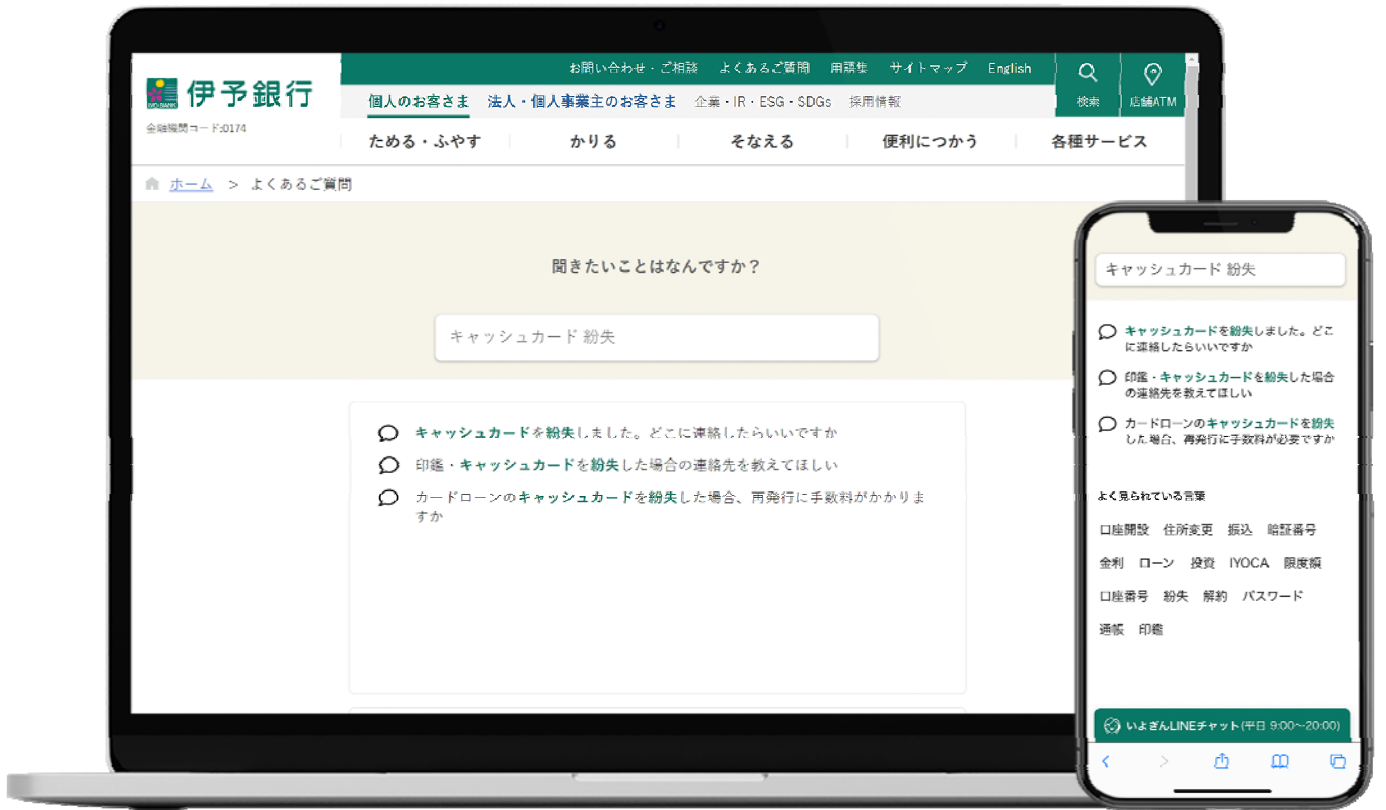 お問い合わせ・ご相談 よくあるご質問 用語集 サイトマップ English
検索
店舗ATM
IYO BANK
伊予銀行
金融機関コード:0174
個人のお客さま 法人・個人事業主のお客さま 企業・IR・ESG・SDGs 採用情報
ためる・ふやす かりる そなえる 便利につかう 各種サービス
ホーム > よくあるご質問
聞きたいことはなんですか？
キャッシュカード 紛失
キャッシュカードを紛失しました。どこに連絡したらいいですか
印鑑・キャッシュカードを紛失した場合の連絡先を教えてほしい
カードローンのキャッシュカードを紛失した場合、再発行に手数料がかかりま
すか
キャッシュカード 紛失
キャッシュカードを紛失しました。どこ
に連絡したらいいですか
印鑑・キャッシュカードを紛失した場合
の連絡先を教えてほしい
カードローンのキャッシュカードを紛失
した場合、再発行に手数料が必要ですか
よく見られている言葉
口座開設 住所変更 振込 暗証番号
金利 ローン 投資 IYOCA 限度額
口座番号 紛失 解約 パスワード
通帳 印鑑
いよぎんLINEチャット(平日 9:00～20:00)